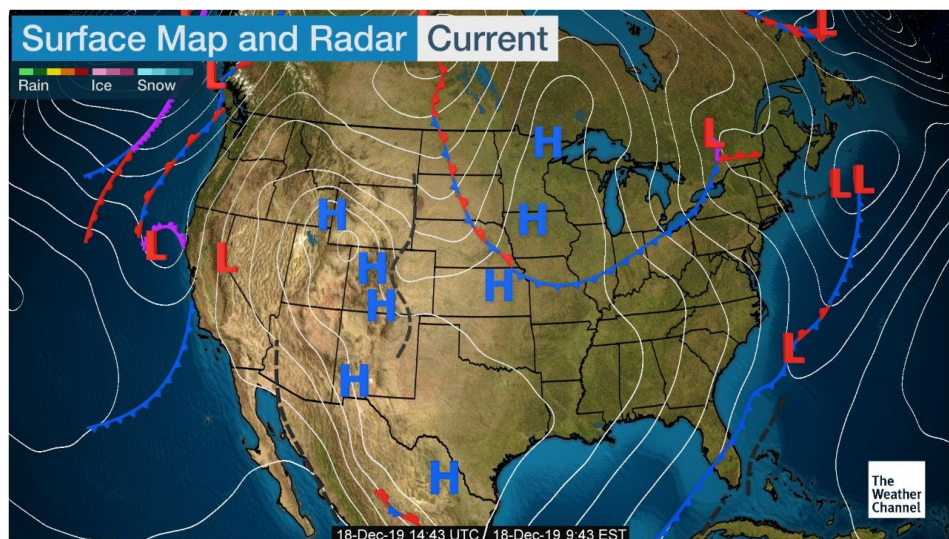 Surface Map and Radar Current
Rain Ice Snow
L
L
L
L
H
L L
H
H
L
L
H
H
H
L
H
H
The
Weather
Channel
18-Dec-19 14:43 UTC / 18-Dec-19 9:43 EST